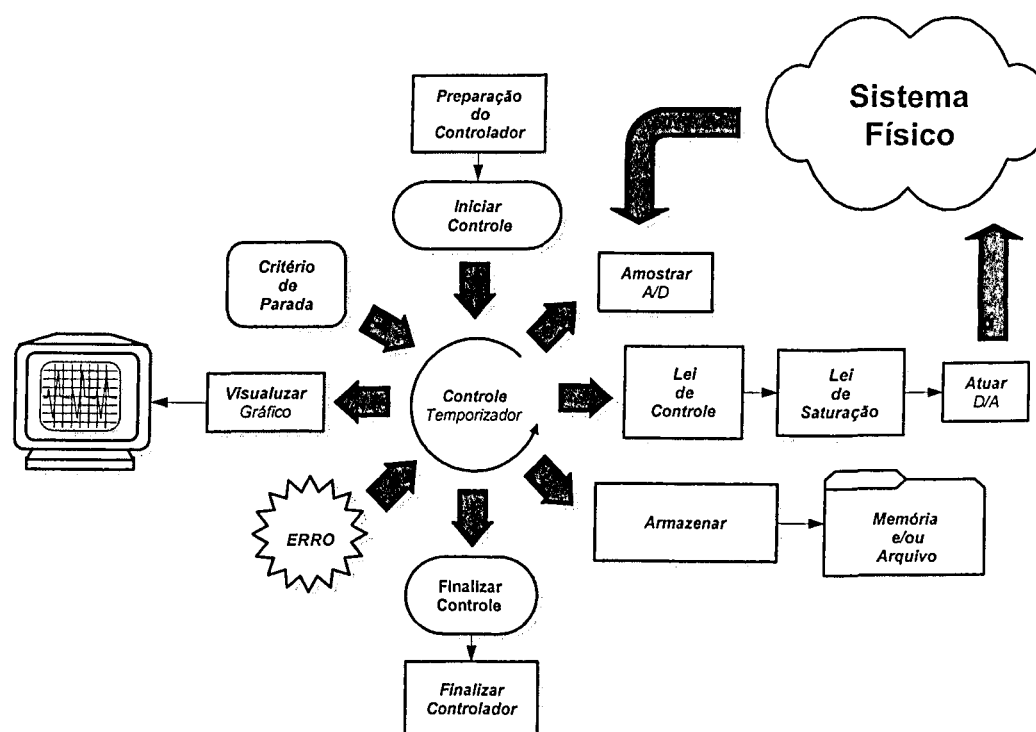 Preparação
do
Controlador
Sistema
Físico
Iniciar
Controle
Critério
de
Parada
Amostrar
A/D
Visualuzar
Gráfico
Controle
Temporizador
Lei
de
Controle
Lei
de
Saturação
Atuar
D/A
ERRO
Armazenar
Memória
e/ou
Arquivo
Finalizar
Controle
Finalizar
Controlador